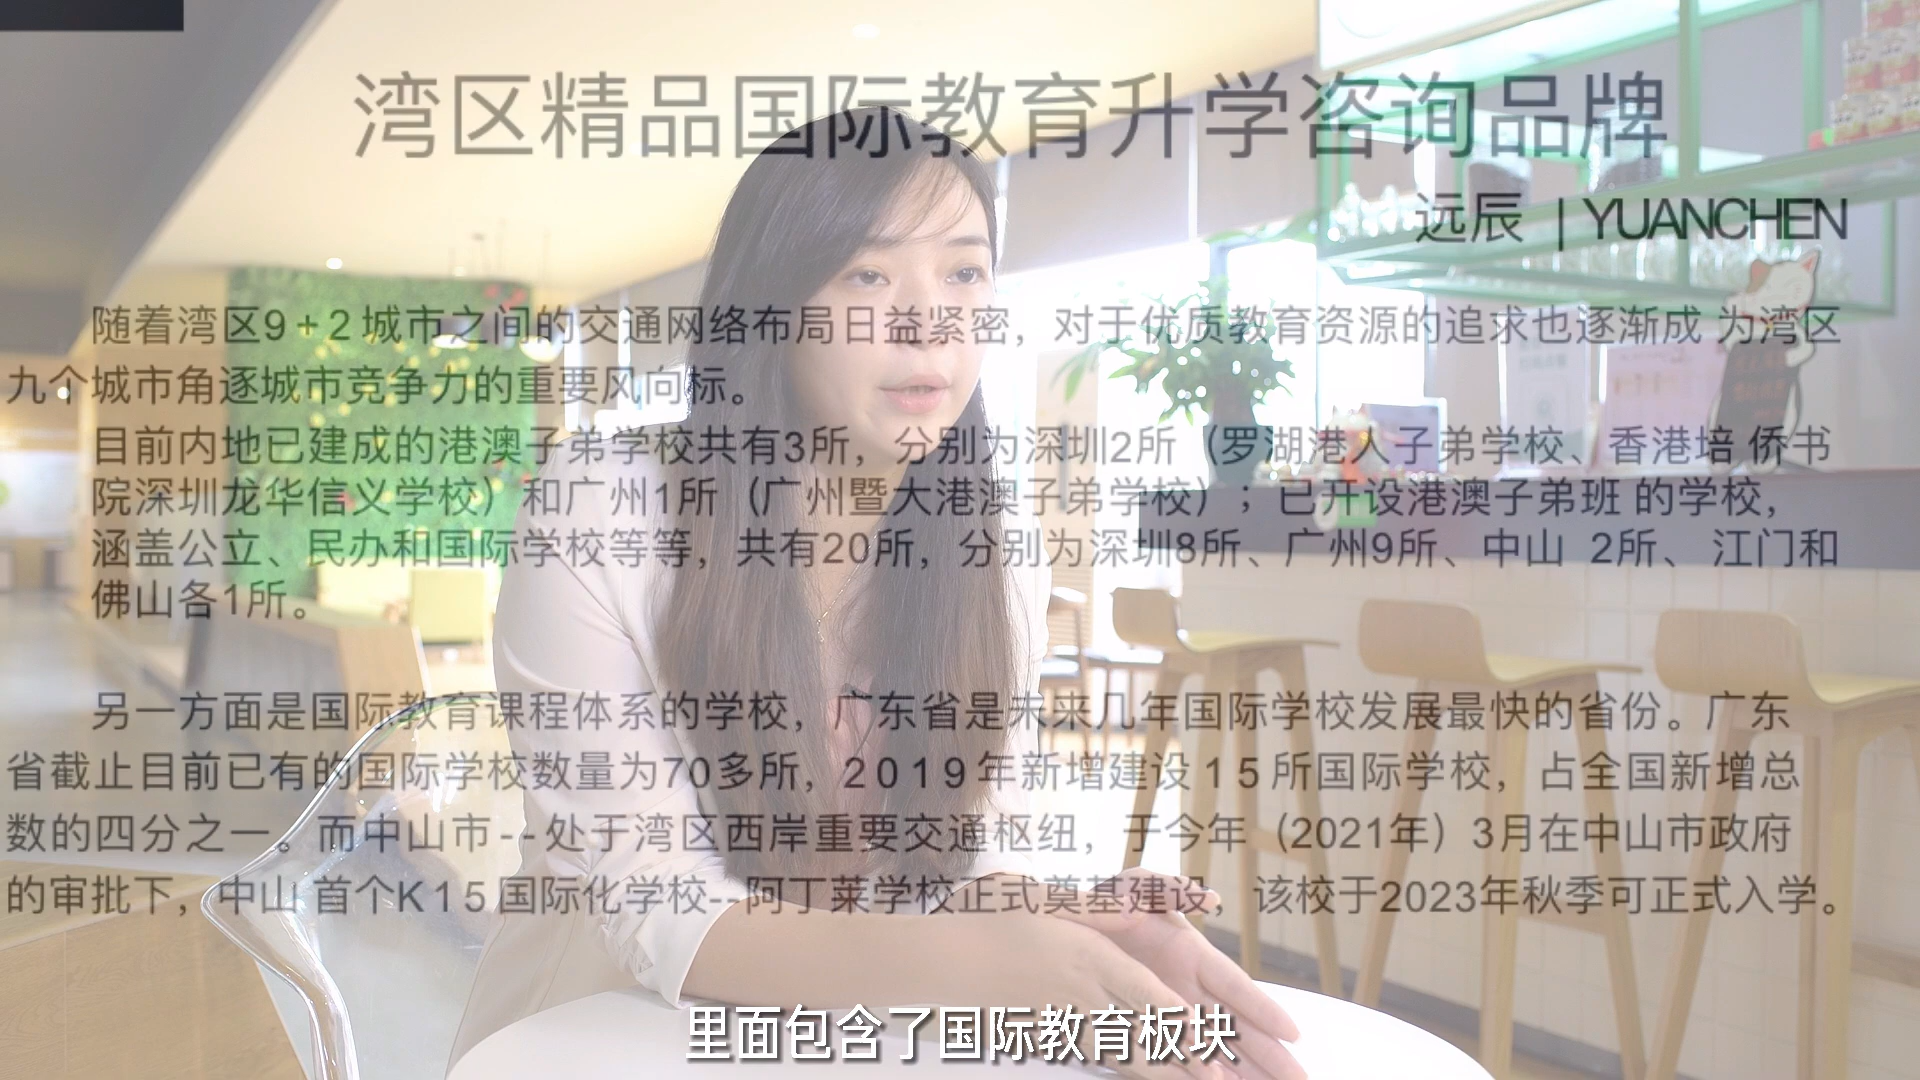 湾区精品国际教育升学咨询品牌
远辰 | YUANCHEN
随着湾区9+2城市之间的交通网络布局日益紧密，对于优质教育资源的追求也逐渐成 为湾区
九个城市角逐城市竞争力的重要风向标。
目前内地已建成的港澳子弟学校共有3所，分别为深圳2所（罗湖港人子弟学校、香港培 侨书
院深圳龙华信义学校）和广州1所（广州暨大港澳子弟学校）；已开设港澳子弟班 的学校，
涵盖公立、民办和国际学校等等，共有20所，分别为深圳8所、广州9所、中山 2所、 江门和
佛山各1所。
另一方面是国际教育课程体系的学校，广东省是未来几年国际学校发展最快的省份。广东
省截止目前已有的国际学校数量为70多所，2019年新增建设15所国际学校，占全国新增总
数的四分之一。而中山市--处于湾区西岸重要交通枢纽，于今年（2021年）3月在中山市政府
的审批下，中山 首个K15国际化学校--阿丁莱学校正式奠基建设，该校于2023年秋季可正式入学。
里面包含了国际教育板块